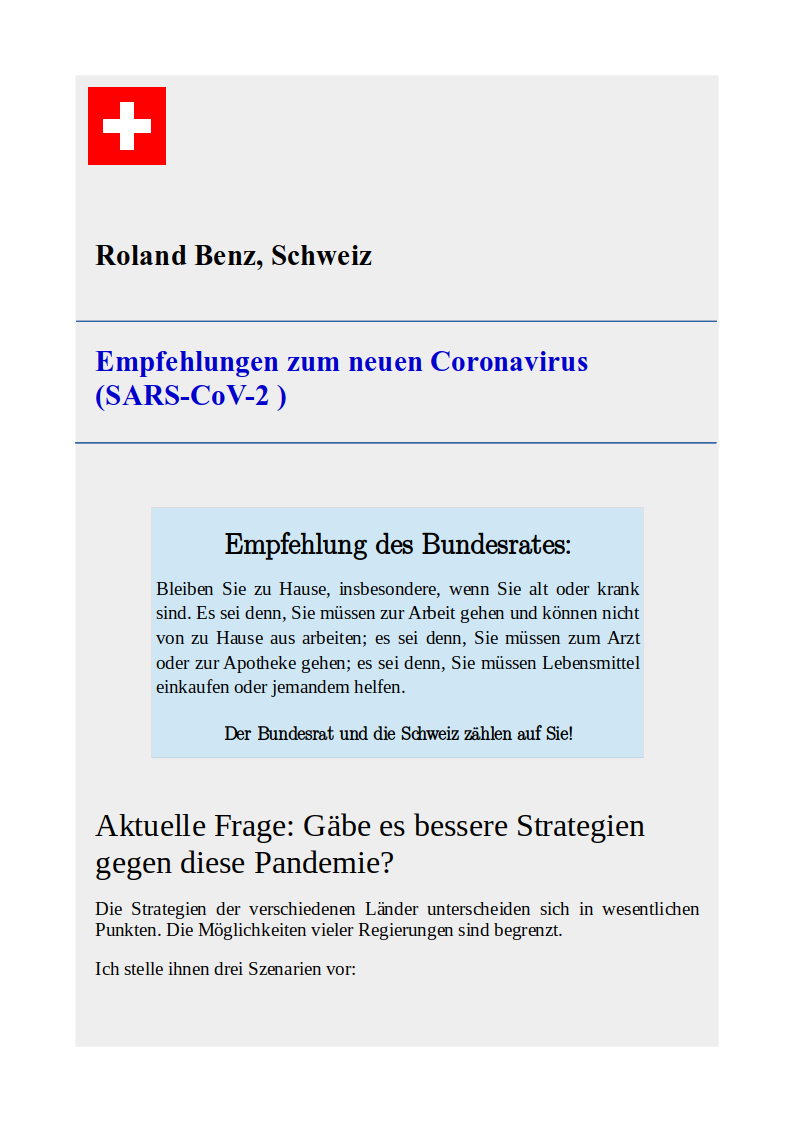 Roland Benz, Schweiz
Empfehlungen zum neuen Coronavirus
(SARS-CoV-2 )
Empfehlung des Bundesrates:
Bleiben Sie zu Hause, insbesondere, wenn Sie alt oder krank
sind. Es sei denn, Sie müssen zur Arbeit gehen und können nicht
von zu Hause aus arbeiten; es sei denn, Sie müssen zum Arzt
oder zur Apotheke gehen; es sei denn, Sie müssen Lebensmittel
einkaufen oder jemandem helfen.
Der Bundesrat und die Schweiz zählen auf Sie!
Aktuelle Frage: Gäbe es bessere Strategien
gegen diese Pandemie?
Die Strategien der verschiedenen Länder unterscheiden sich in wesentlichen
Punkten. Die Möglichkeiten vieler Regierungen sind begrenzt.
Ich stelle ihnen drei Szenarien vor: